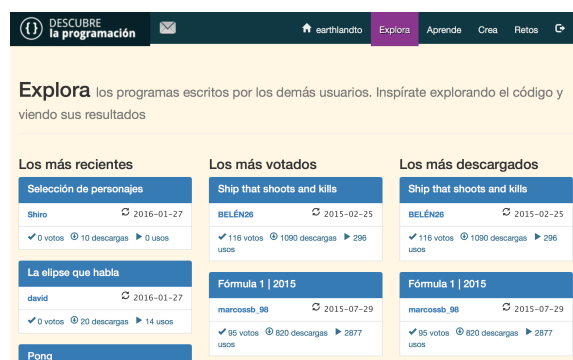 DESCUBRE
la programación
earthlandto Explora Aprende Crea Retos
Explora los programas escritos por los demás usuarios. Inspírate explorando el código y
viendo sus resultados
Los más recientes
Selección de personajes
Shiro 2016-01-27
0 votos 10 descargas 0 usos
La elipse que habla
david 2016-01-27
0 votos 20 descargas 14 usos
Pong
Los más votados
Ship that shoots and kills
BELÉN26 2015-02-25
116 votos 1090 descargas 296
usos
Fórmula 1 | 2015
marcossb_98 2015-07-29
95 votos 820 descargas 2877
usos
Los más descargados
Ship that shoots and kills
BELÉN26 2015-02-25
116 votos 1090 descargas 296
usos
Fórmula 1 | 2015
marcossb_98 2015-07-29
95 votos 820 descargas 2877
usos